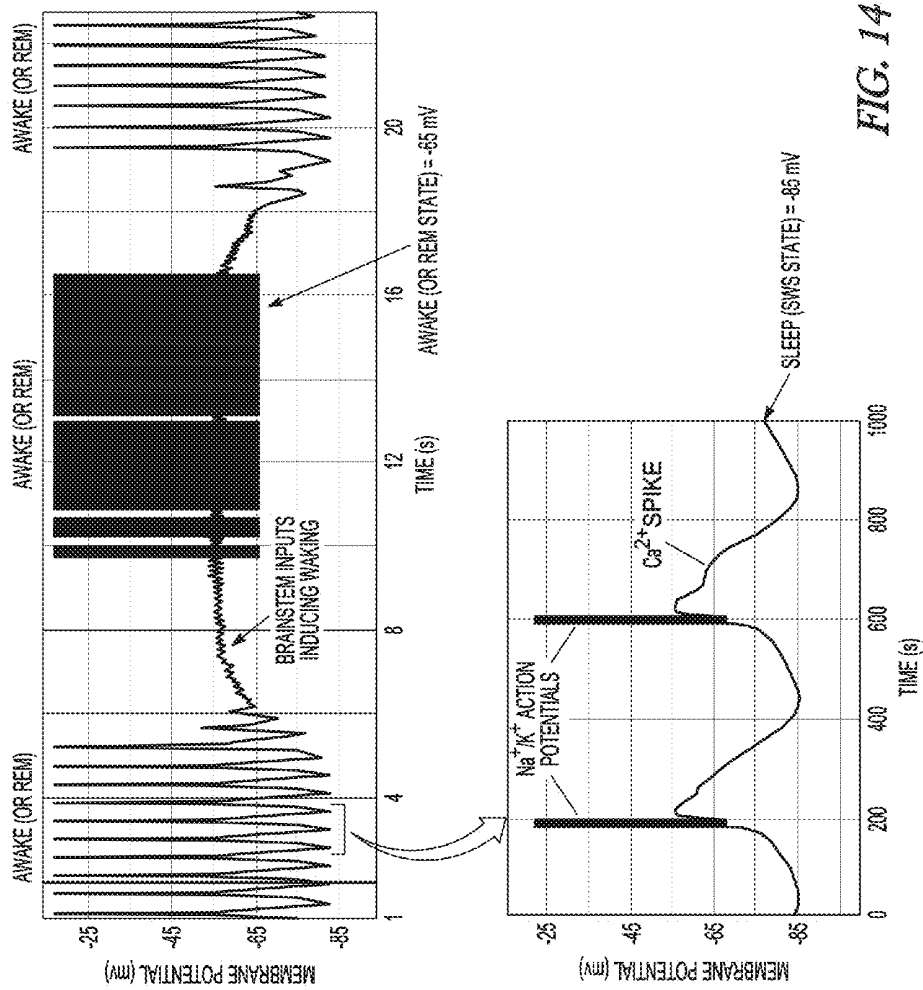 AWAKE (OR REM)
AWAKE (OR REM)
AWAKE (OR REM)
MEMBRANE POTENTIAL (mv)
-25
-45
-65
-85
BRAINSTEM INPUTS
INDUCING WAKING
1
4
8
12
16
20
TIME (s)
AWAKE (OR REM STATE) = -65 mV
MEMBRANE POTENTIAL (mv)
-25
-45
-65
-85
Na⁺/K⁺ ACTION
POTENTIALS
Ca²⁺ SPIKE
SLEEP (SWS STATE) = -85 mV
0
200
400
600
800
1000
TIME (s)
FIG. 14